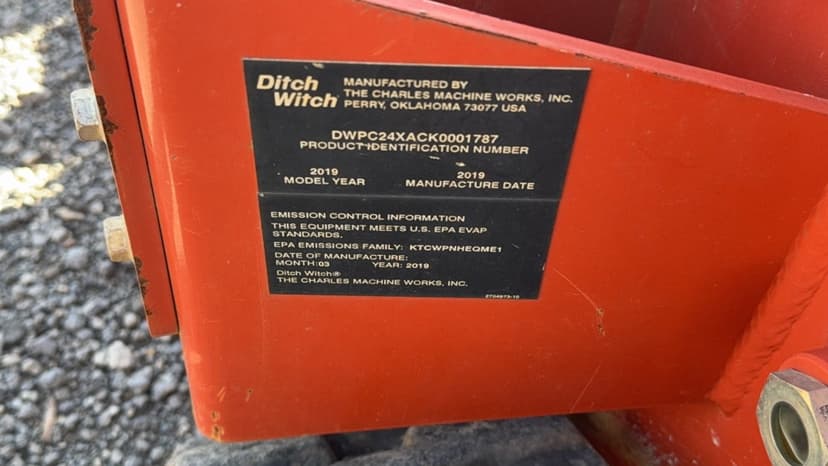 Ditch Witch
MANUFACTURED BY
THE CHARLES MACHINE WORKS, INC.
PERRY, OKLAHOMA 73077 USA
DWPC24XACK0001787
PRODUCT IDENTIFICATION NUMBER
2019
MODEL YEAR
2019
MANUFACTURE DATE
EMISSION CONTROL INFORMATION
THIS EQUIPMENT MEETS U.S. EPA EVAP
STANDARDS.
EPA EMISSIONS FAMILY: KTCWPNHEQME1
DATE OF MANUFACTURE:
MONTH:03 YEAR: 2019
Ditch Witch®
THE CHARLES MACHINE WORKS, INC.